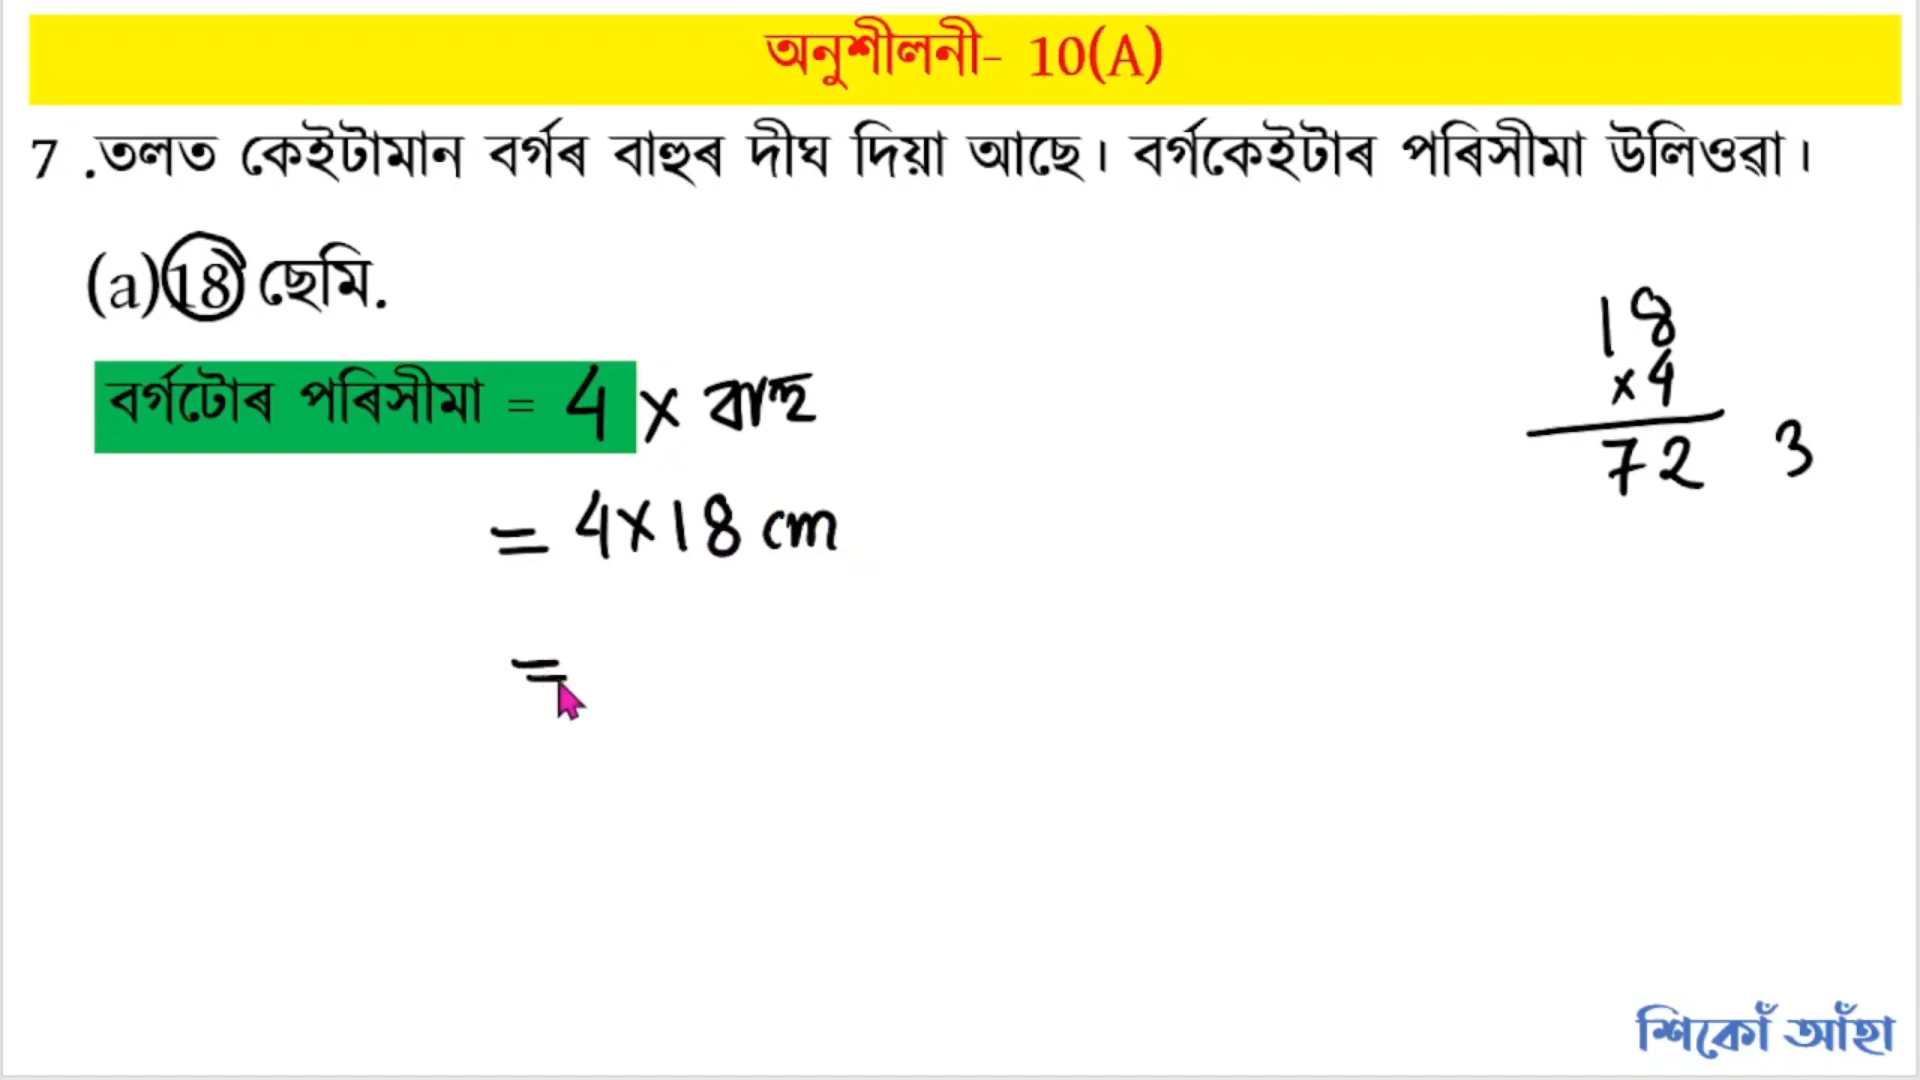 অনুশীলনী- 10(A)
7 .তলত কেইটামান বৰ্গৰ বাহুৰ দীঘ দিয়া আছে। বৰ্গকেইটাৰ পৰিসীমা উলিওৱা।
(a) 18 ছেমি.
বৰ্গটোৰ পৰিসীমা = 4 × বাহু
= 4×18 cm
=
18
×4
72 3
শিকোঁ আঁহা